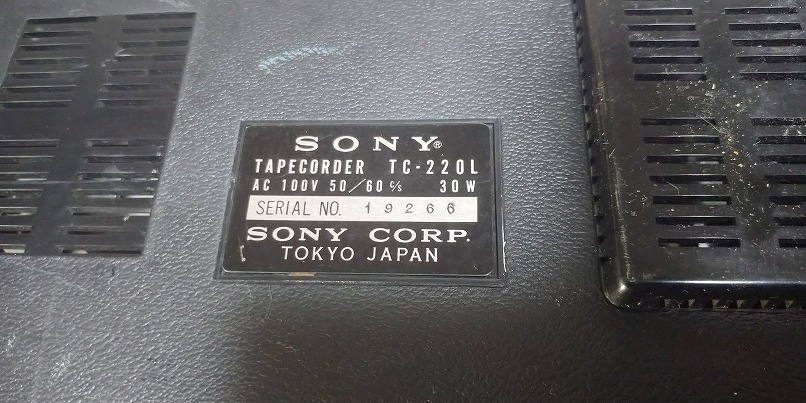 SONY®
TAPECORDER TC-220L
AC 100V 50/60 c/s 30W
SERIAL NO. 19266
SONY CORP.
TOKYO JAPAN